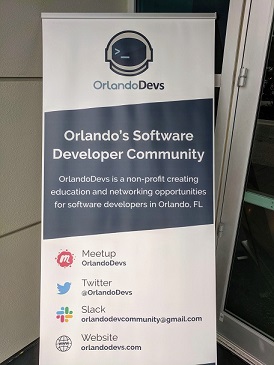 >_
OrlandoDevs
Orlando's Software
Developer Community
OrlandoDevs is a non-profit creating
education and networking opportunities
for software developers in Orlando, FL
Meetup
OrlandoDevs
Twitter
@OrlandoDevs
Slack
orlandodevcommunity@gmail.com
Website
orlandodevs.com